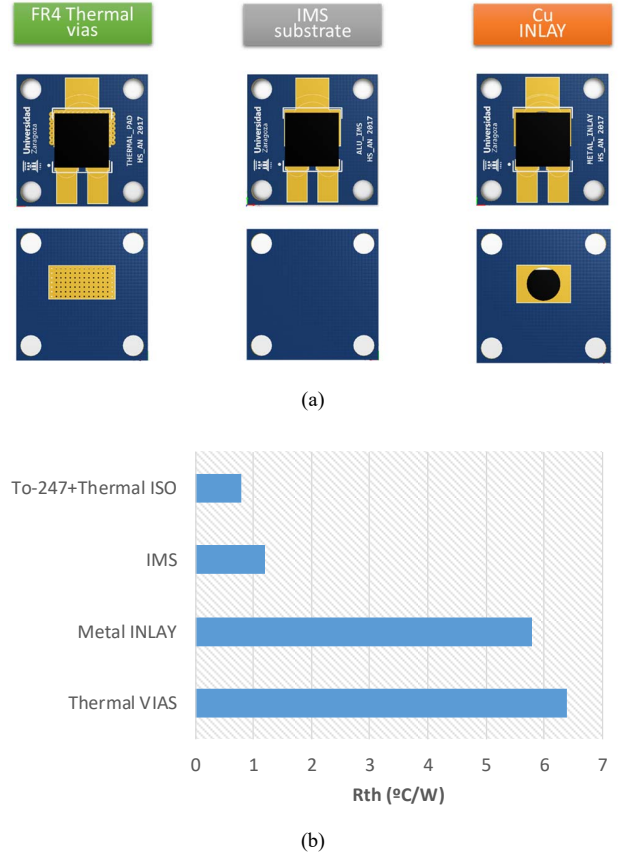 FR4 Thermal
vias
IMS
substrate
Cu
INLAY
Universidad
Zaragoza
THERMAL_PAD
HS_AN 2017
Universidad
Zaragoza
ALU_IMS
HS_AN 2017
Universidad
Zaragoza
METAL_INLAY
HS_AN 2017
(a)
To-247+Thermal ISO
IMS
Metal INLAY
Thermal VIAS
0 1 2 3 4 5 6 7
Rth (ºC/W)
(b)